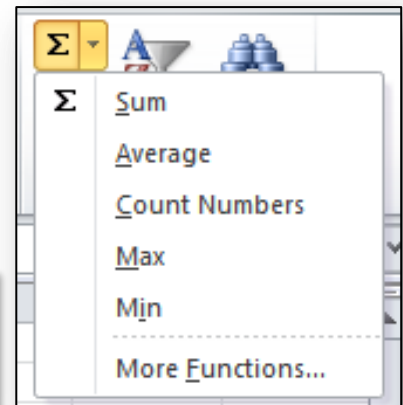 Σ
A
Σ Sum
Average
Count Numbers
Max
Min
More Functions...